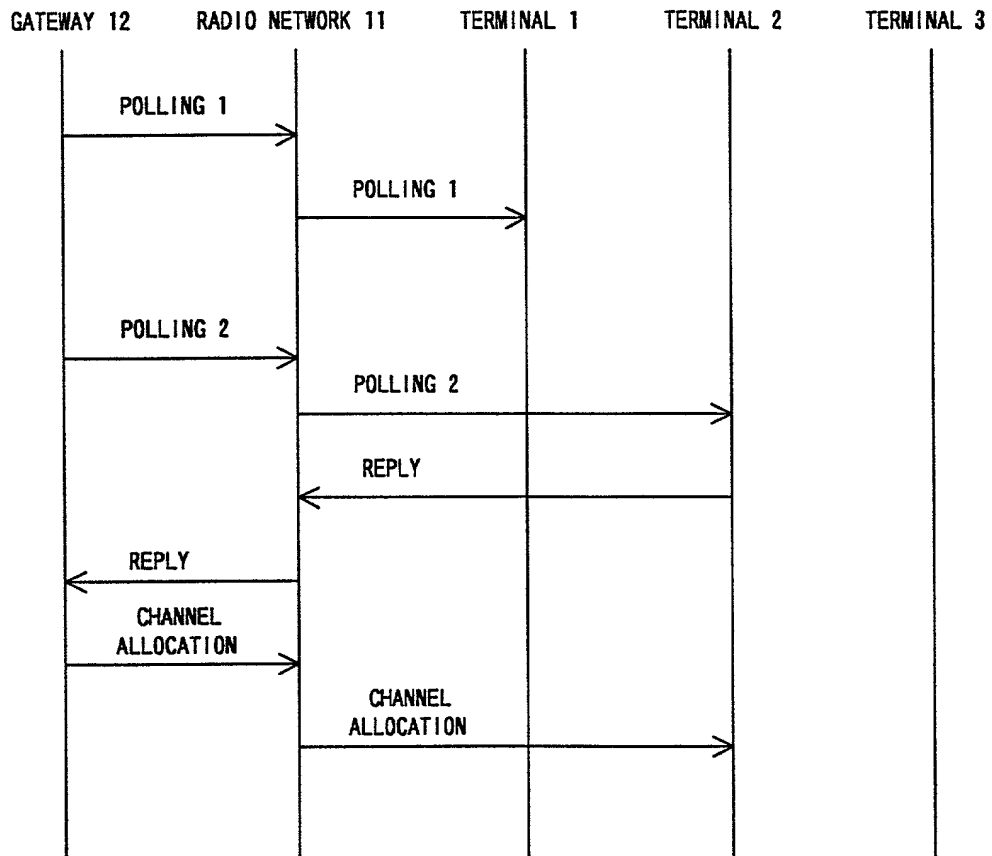 GATEWAY 12 RADIO NETWORK 11 TERMINAL 1 TERMINAL 2 TERMINAL 3
POLLING 1
POLLING 1
POLLING 2
POLLING 2
REPLY
REPLY
CHANNEL
ALLOCATION
CHANNEL
ALLOCATION